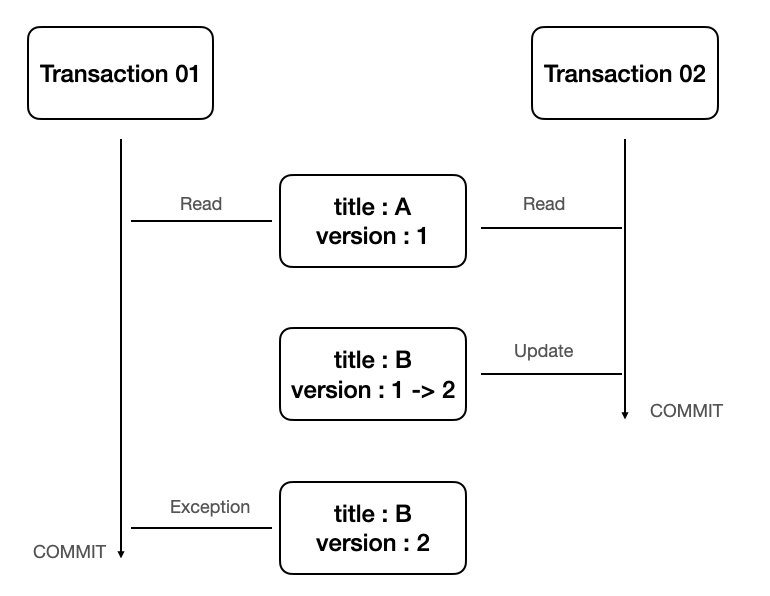 Transaction 01
Transaction 02
Read
title : A
version : 1
Read
title : B
version : 1 -> 2
Update
COMMIT
Exception
title : B
version : 2
COMMIT